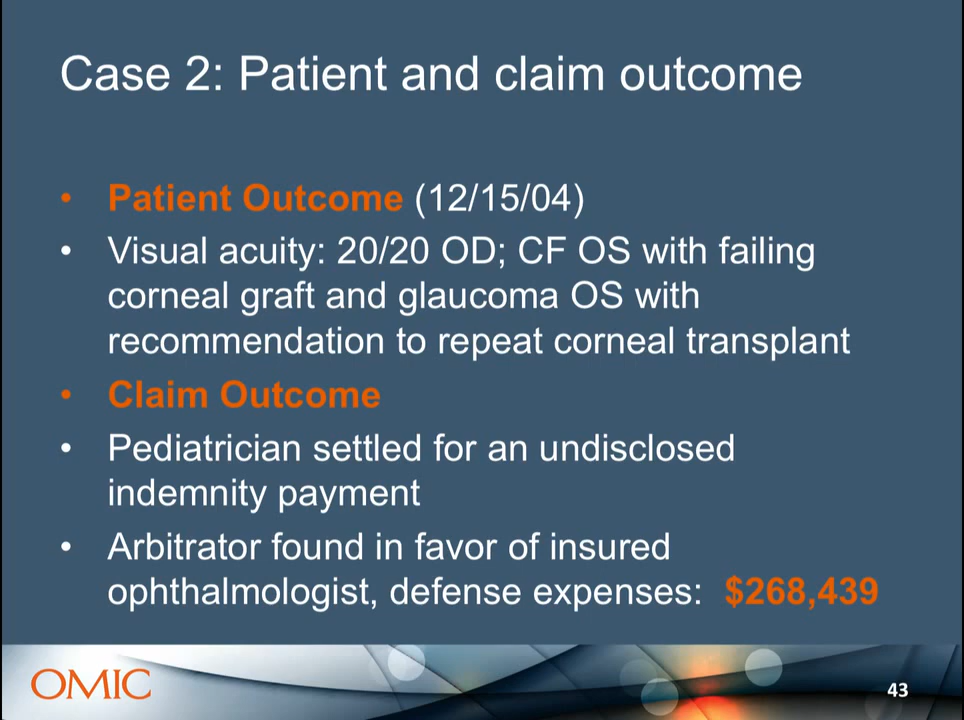 Case 2: Patient and claim outcome
• Patient Outcome (12/15/04)
• Visual acuity: 20/20 OD; CF OS with failing
corneal graft and glaucoma OS with
recommendation to repeat corneal transplant
• Claim Outcome
• Pediatrician settled for an undisclosed
indemnity payment
• Arbitrator found in favor of insured
ophthalmologist, defense expenses: $268,439
OMIC
43